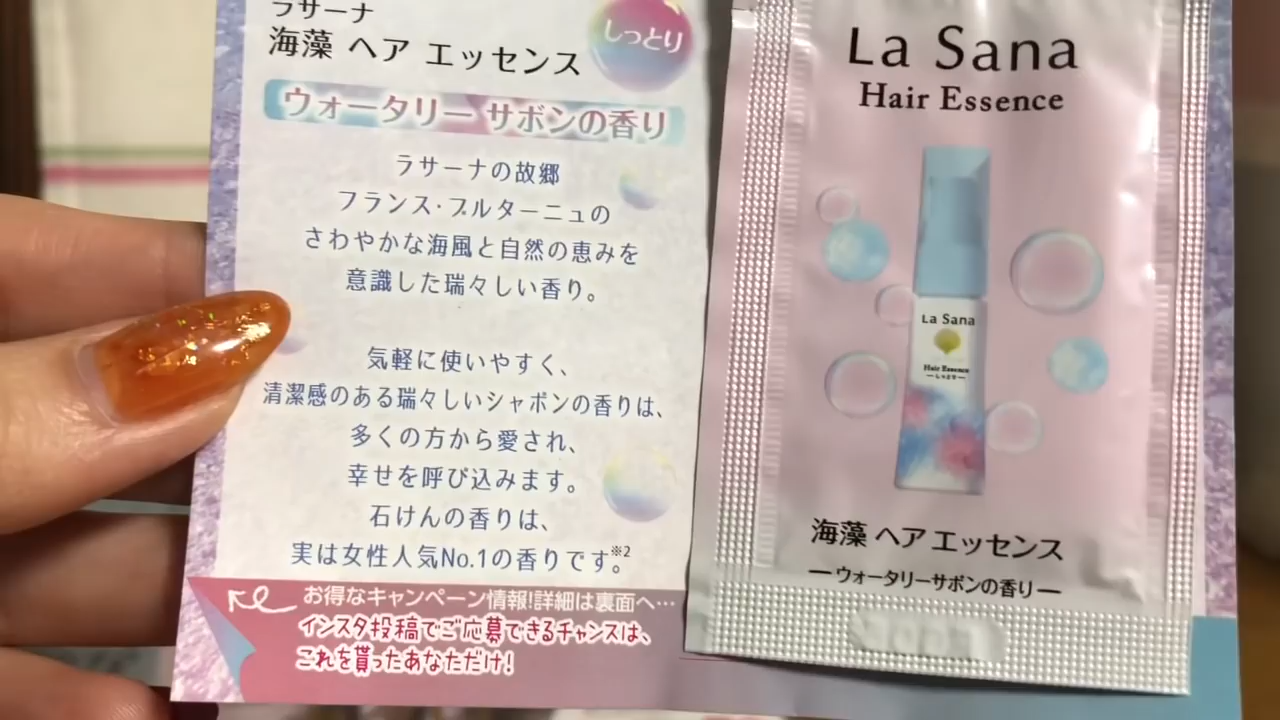 ラサーナ
海藻 ヘア エッセンス
しっとり
ウォータリー サボンの香り
ラサーナの故郷
フランス・ブルターニュの
さわやかな海風と自然の恵みを
意識した瑞々しい香り。
気軽に使いやすく、
清潔感のある瑞々しいシャボンの香りは、
多くの方から愛され、
幸せを呼び込みます。
石けんの香りは、
実は女性人気No.1の香りです。※2
お得なキャンペーン情報!詳細は裏面へ…
インスタ投稿でご応募できるチャンスは、
これを貰ったあなただけ!
La Sana
Hair Essence
La Sana
Hair Essence
ーしっとりー
海藻 ヘア エッセンス
ーウォータリーサボンの香りー